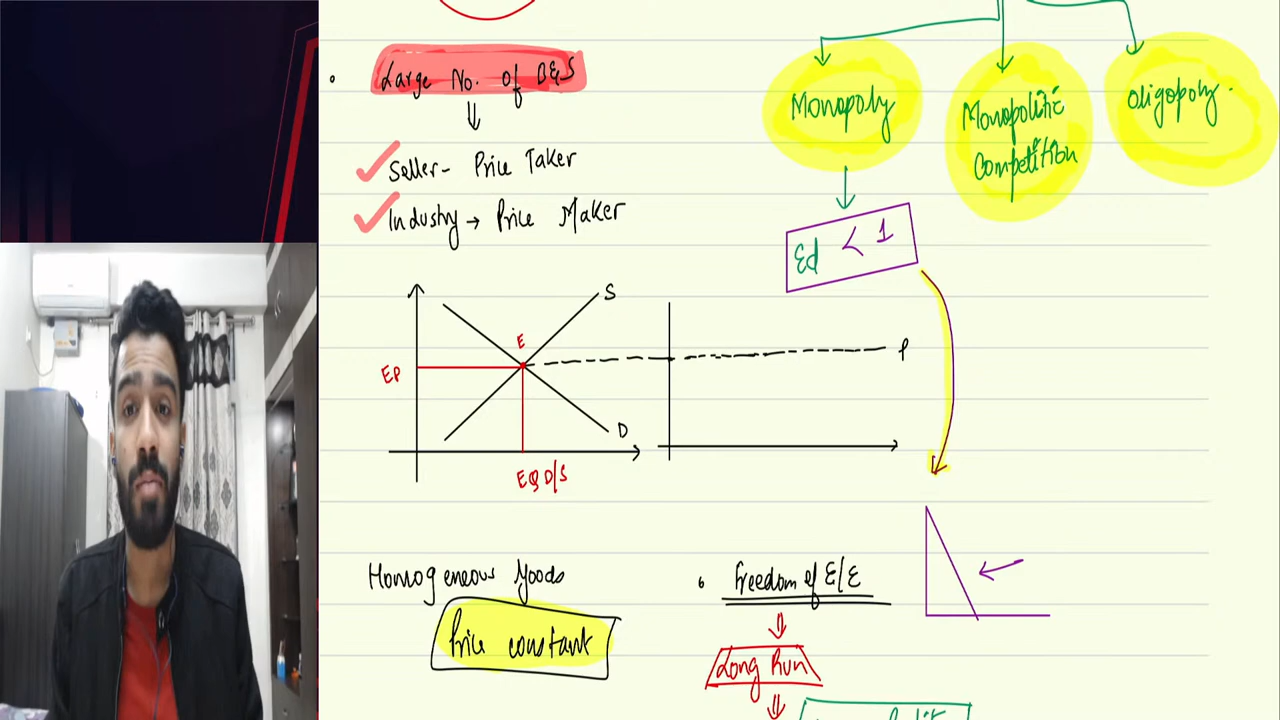 Large No. of B&S
Seller- Price Taker
Industry → Price Maker
S
E
EP
D
EQ D/S
P
Homogeneous Goods
Price constant
Monopoly
Monopolitic
Competition
Oligopoly.
Ed < 1
Freedom of E/E
Long Run